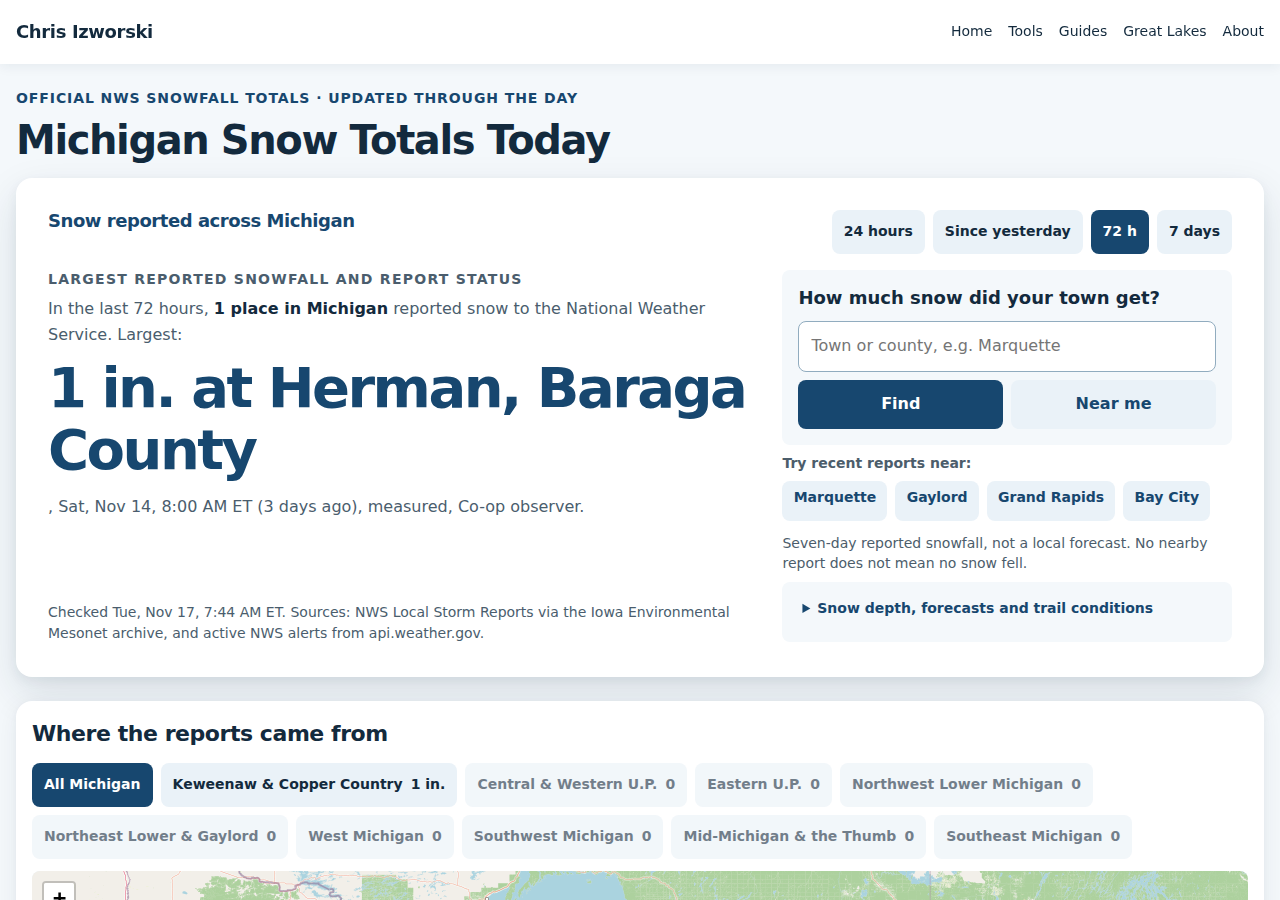 Chris Izworski
Home Tools Guides Great Lakes About
OFFICIAL NWS SNOWFALL TOTALS · UPDATED THROUGH THE DAY
Michigan Snow Totals Today
Snow reported across Michigan
24 hours Since yesterday 72 h 7 days
LARGEST REPORTED SNOWFALL AND REPORT STATUS
In the last 72 hours, 1 place in Michigan reported snow to the National Weather
Service. Largest:
1 in. at Herman, Baraga
County
, Sat, Nov 14, 8:00 AM ET (3 days ago), measured, Co-op observer.
Checked Tue, Nov 17, 7:44 AM ET. Sources: NWS Local Storm Reports via the Iowa Environmental
Mesonet archive, and active NWS alerts from api.weather.gov.
How much snow did your town get?
Town or county, e.g. Marquette
Find Near me
Try recent reports near:
Marquette Gaylord Grand Rapids Bay City
Seven-day reported snowfall, not a local forecast. No nearby
report does not mean no snow fell.
Snow depth, forecasts and trail conditions
Where the reports came from
All Michigan Keweenaw & Copper Country 1 in. Central & Western U.P. 0 Eastern U.P. 0 Northwest Lower Michigan 0
Northeast Lower & Gaylord 0 West Michigan 0 Southwest Michigan 0 Mid-Michigan & the Thumb 0 Southeast Michigan 0
+